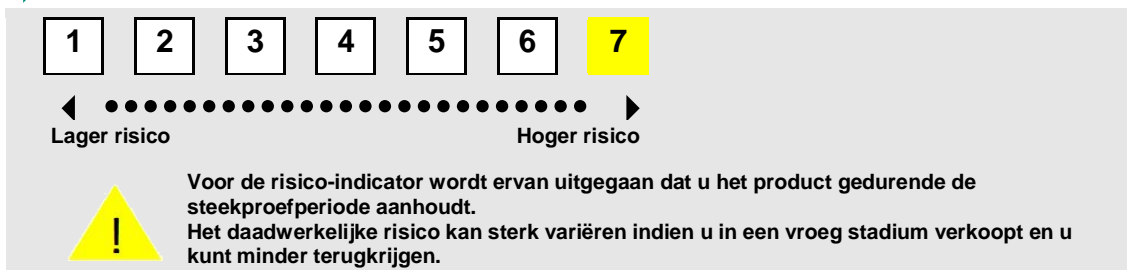 1 2 3 4 5 6 7
Lager risico Hoger risico
! Voor de risico-indicator wordt ervan uitgegaan dat u het product gedurende de
steekproefperiode aanhoudt.
Het daadwerkelijke risico kan sterk variëren indien u in een vroeg stadium verkoopt en u
kunt minder terugkrijgen.